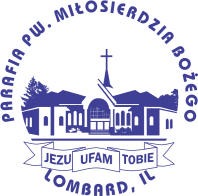 PARAFIA PW. MIŁOSIERDZIA BOŻEGO
JEZU UFAM TOBIE
LOMBARD, IL